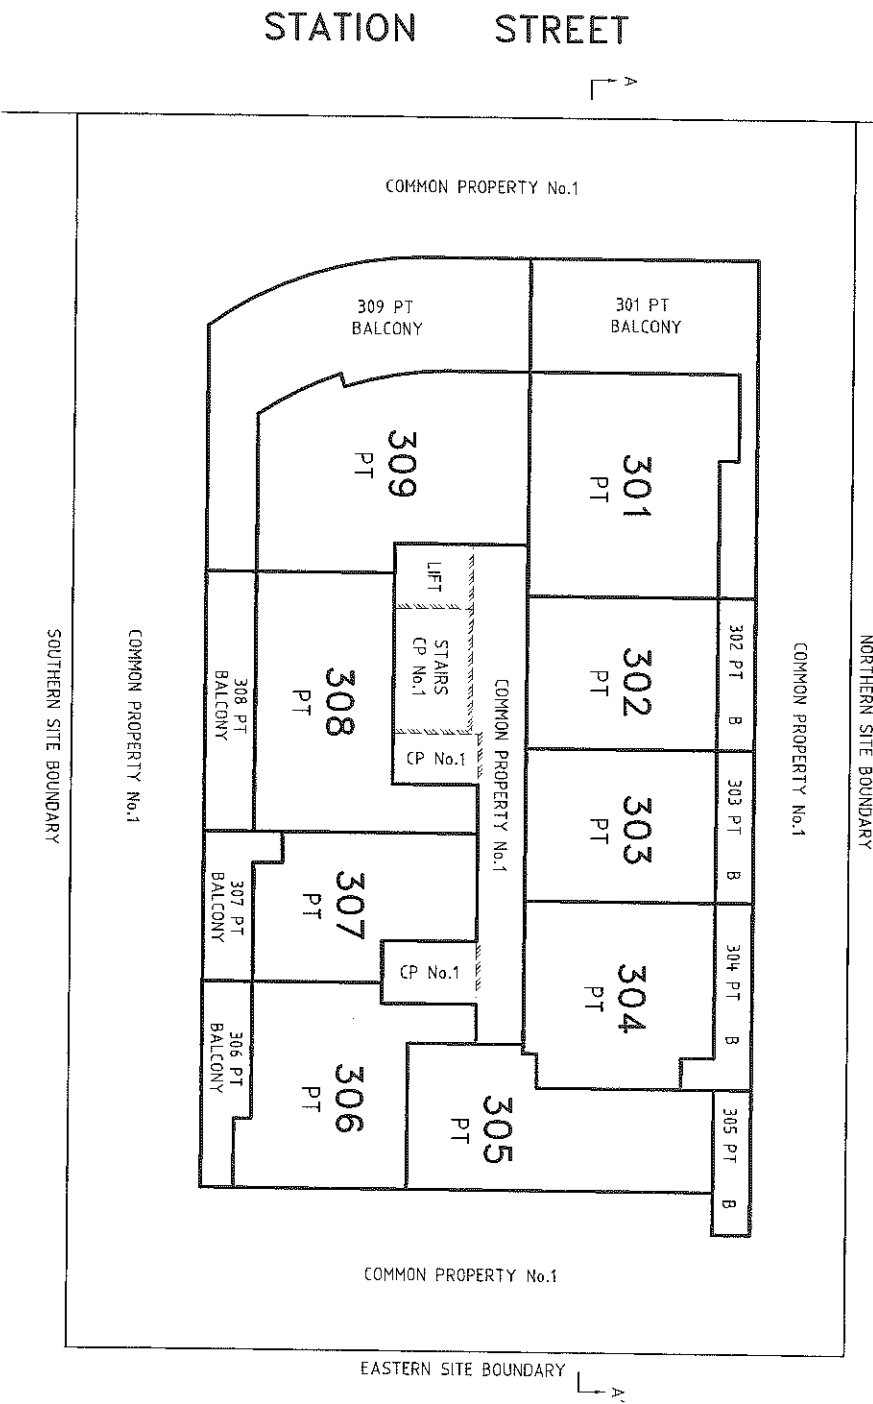 STATION STREET
A
COMMON PROPERTY No.1
309 PT
BALCONY
301 PT
BALCONY
309
PT
301
PT
LIFT
STAIRS
CP No.1
CP No.1
COMMON PROPERTY No.1
302
PT
302 PT B
308
PT
308 PT
BALCONY
303
PT
303 PT B
COMMON PROPERTY No.1
NORTHERN SITE BOUNDARY
COMMON PROPERTY No.1
SOUTHERN SITE BOUNDARY
307
PT
307 PT
BALCONY
CP No.1
304
PT
304 PT B
306
PT
306 PT
BALCONY
305
PT
305 PT B
COMMON PROPERTY No.1
EASTERN SITE BOUNDARY
A'